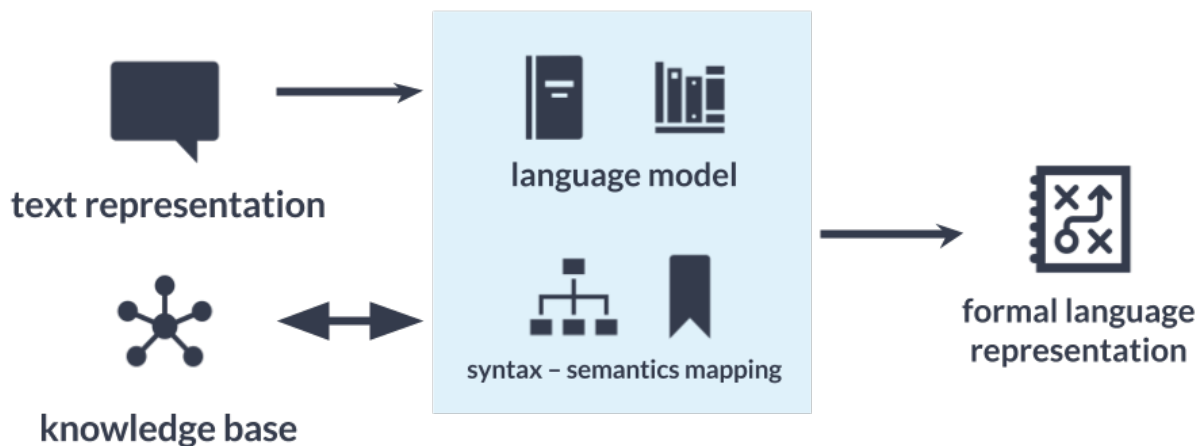 text representation
knowledge base
language model
syntax – semantics mapping
formal language
representation